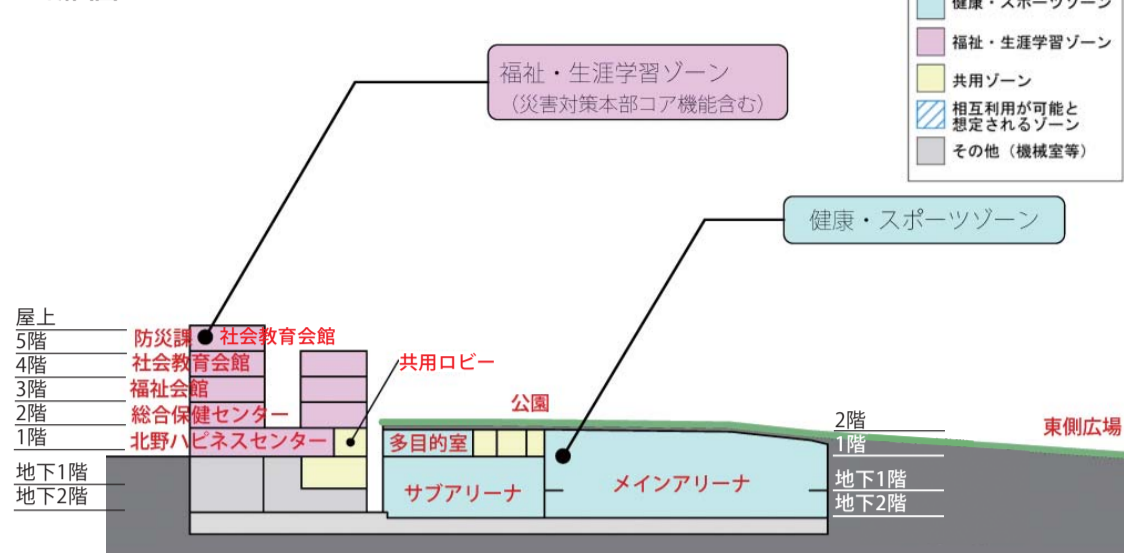 健康・スポーツゾーン
福祉・生涯学習ゾーン
共用ゾーン
相互利用が可能と
想定されるゾーン
その他（機械室等）
福祉・生涯学習ゾーン
（災害対策本部コア機能含む）
健康・スポーツゾーン
屋上
5階
4階
3階
2階
1階
地下1階
地下2階
防災課
社会教育会館
社会教育会館
福祉会館
総合保健センター
北野ハピネスセンター
共用ロビー
公園
多目的室
サブアリーナ
メインアリーナ
2階
1階
地下1階
地下2階
東側広場